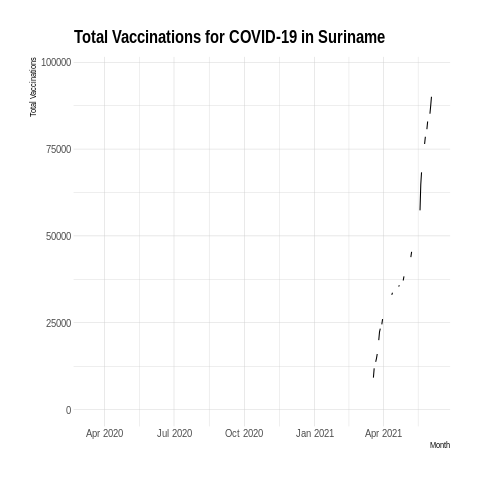 Total Vaccinations for COVID-19 in Suriname
Total Vaccinations
100000
75000
50000
25000
0
Apr 2020 Jul 2020 Oct 2020 Jan 2021 Apr 2021
Month